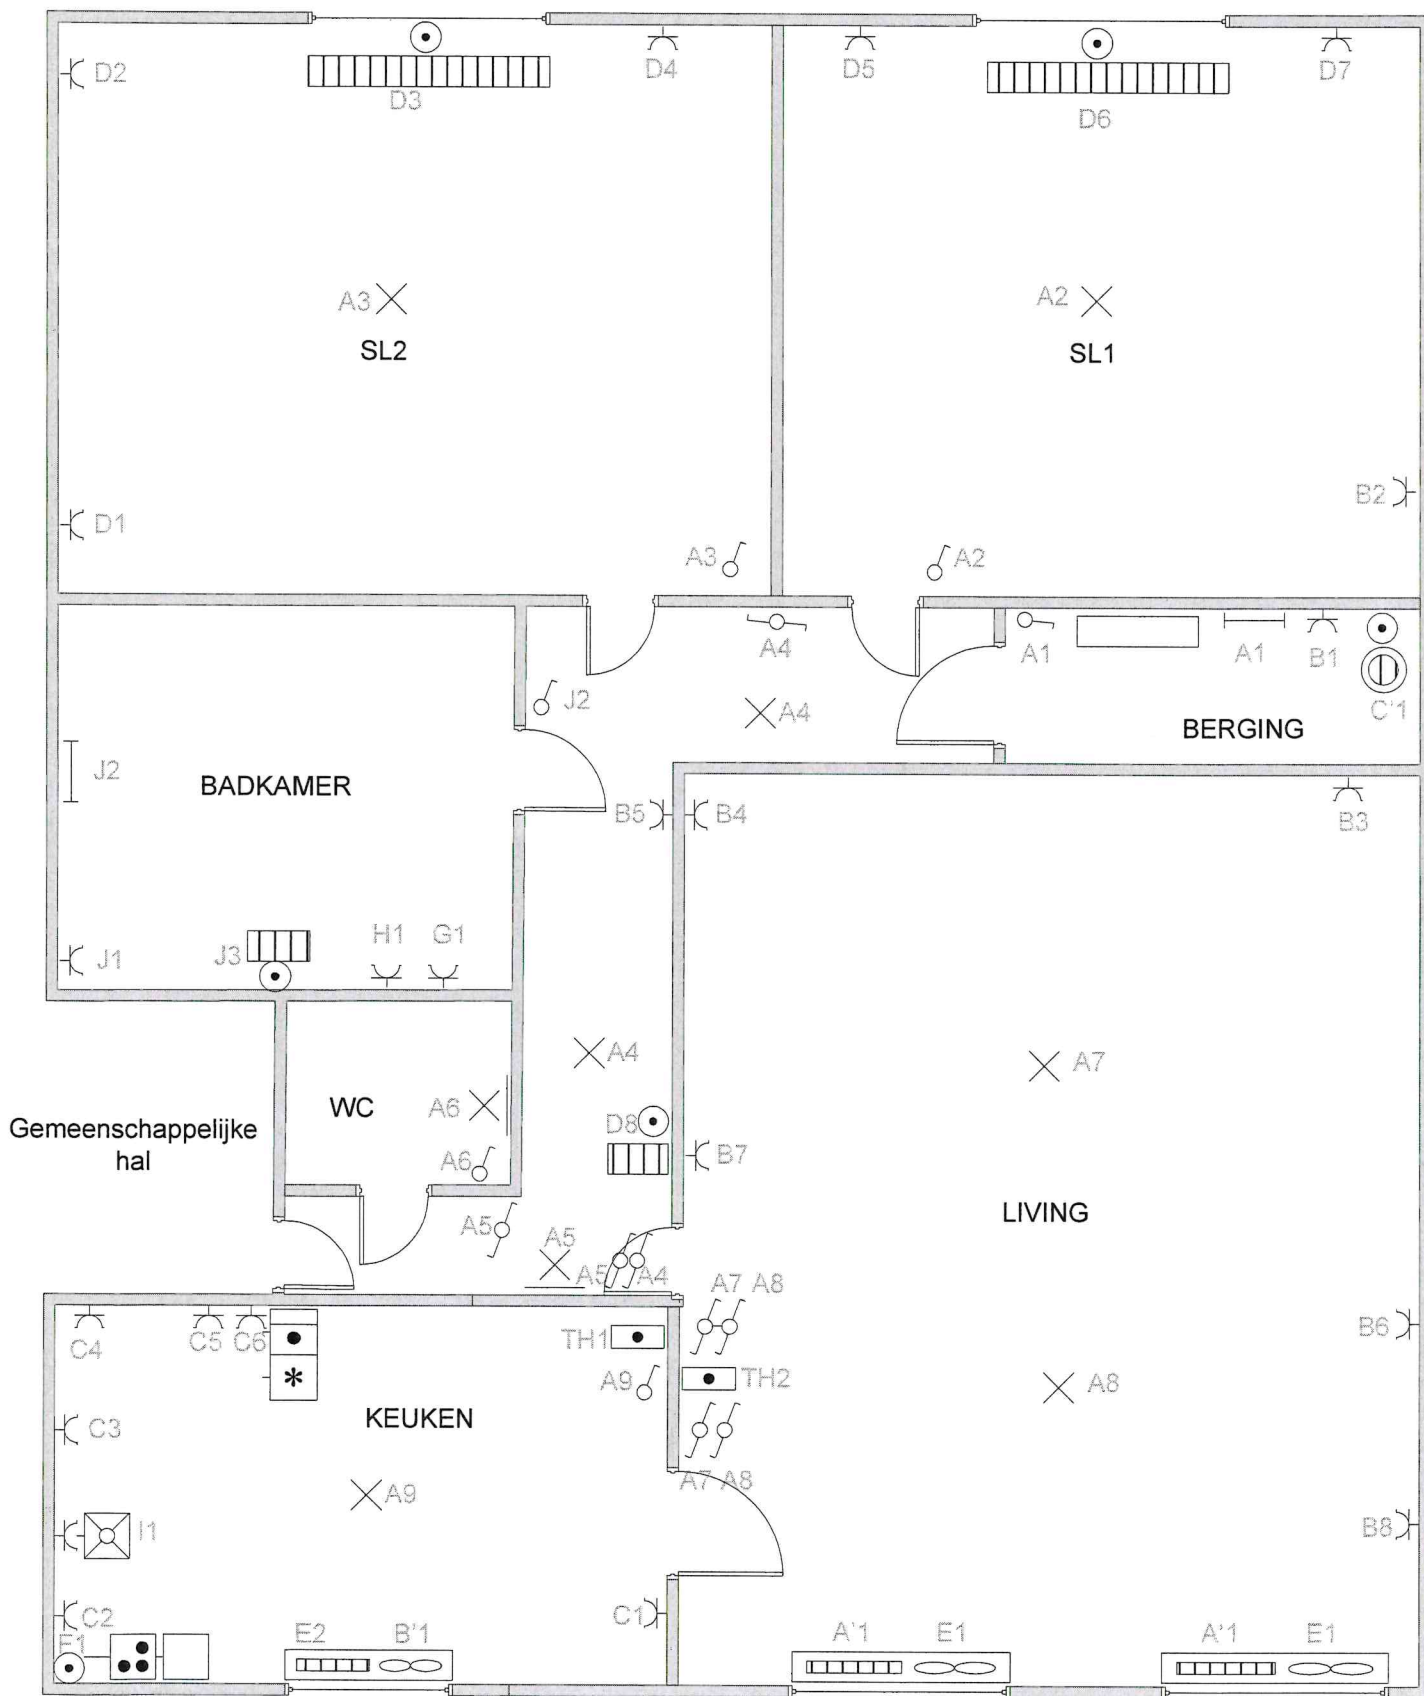 D2
D3
D4
D5
D6
D7
A3
SL2
A2
SL1
B2
D1
A3
A2
A4
A1
A1
B1
C'1
J2
A4
BERGING
J2
BADKAMER
B5
B4
B3
J1
J3
H1
G1
A4
A7
Gemeenschappelijke
hal
WC
A6
A6
D8
B7
LIVING
A5
A5
A5
A4
A7 A8
C4
C5
C6
TH1
B6
A9
TH2
A8
KEUKEN
C3
A7 A8
A9
I1
B8
C2
C1
E2
B'1
A'1
E1
A'1
E1